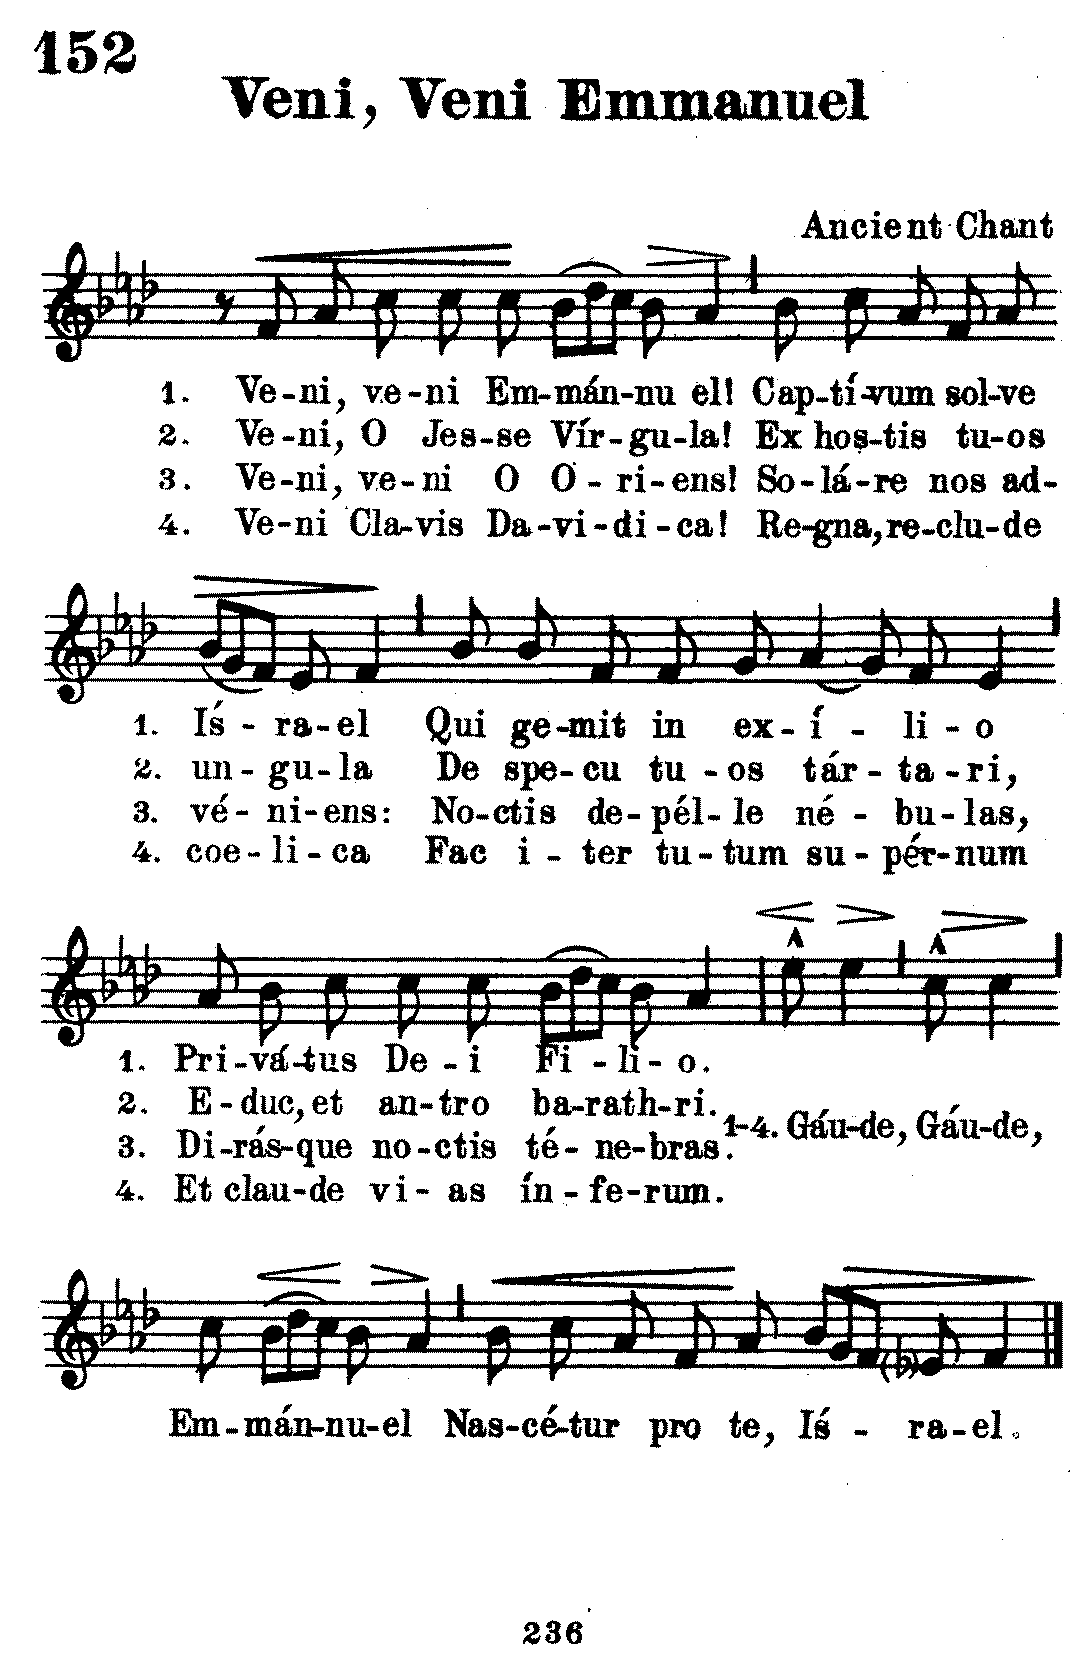 152
Veni, Veni Emmanuel
Ancient Chant
1. Ve-ni, ve-ni Em-mán-nu el! Cap-tí-vum sol-ve
2. Ve-ni, O Jes-se Vír-gu-la! Ex hos-tis tu-os
3. Ve-ni, ve-ni O O-ri-ens! So-lá-re nos ad-
4. Ve-ni Cla-vis Da-vi-di-ca! Re-gna, re-clu-de
1. Iś-ra-el Qui ge-mit in ex-í-li-o
2. un-gu-la De spe-cu tu-os tár-ta-ri,
3. vé-ni-ens: No-ctis de-pél-le né-bu-las,
4. coe-li-ca Fac i-ter tu-tum su-pér-num
1. Pri-vá-tus De-i Fi-li-o.
2. E-duc, et an-tro ba-rath-ri.
1-4. Gáu-de, Gáu-de,
3. Di-rás-que no-ctis té-ne-bras.
4. Et clau-de vi-as ín-fe-rum.
Em-mán-nu-el Nas-cé-tur pro te, Iś-ra-el.
236